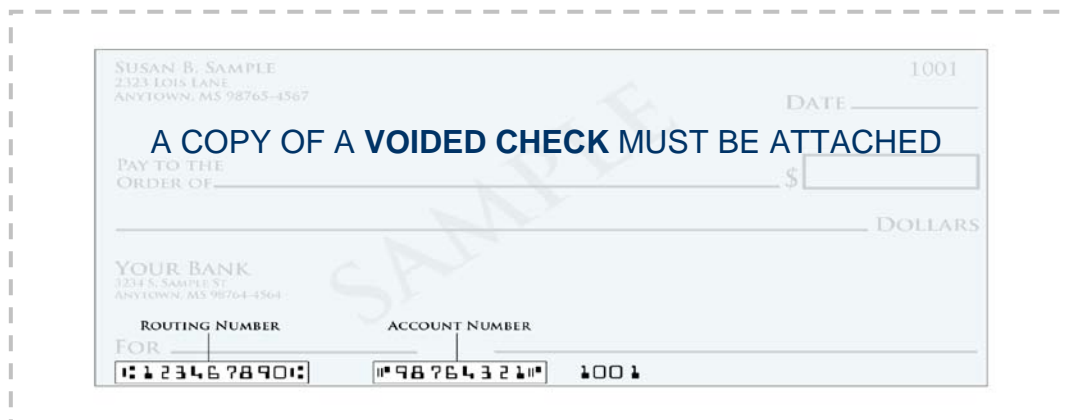 SUSAN B. SAMPLE
2323 LOIS LANE
ANYTOWN, MS 98765-4567
1001
DATE
A COPY OF A VOIDED CHECK MUST BE ATTACHED
PAY TO THE
ORDER OF
$
DOLLARS
SAMPLE
YOUR BANK
3234 S. SAMPLE ST
ANYTOWN, MS 98764-4564
ROUTING NUMBER ACCOUNT NUMBER
FOR
⑆123467890⑆ ⑈98764321⑈ 1001